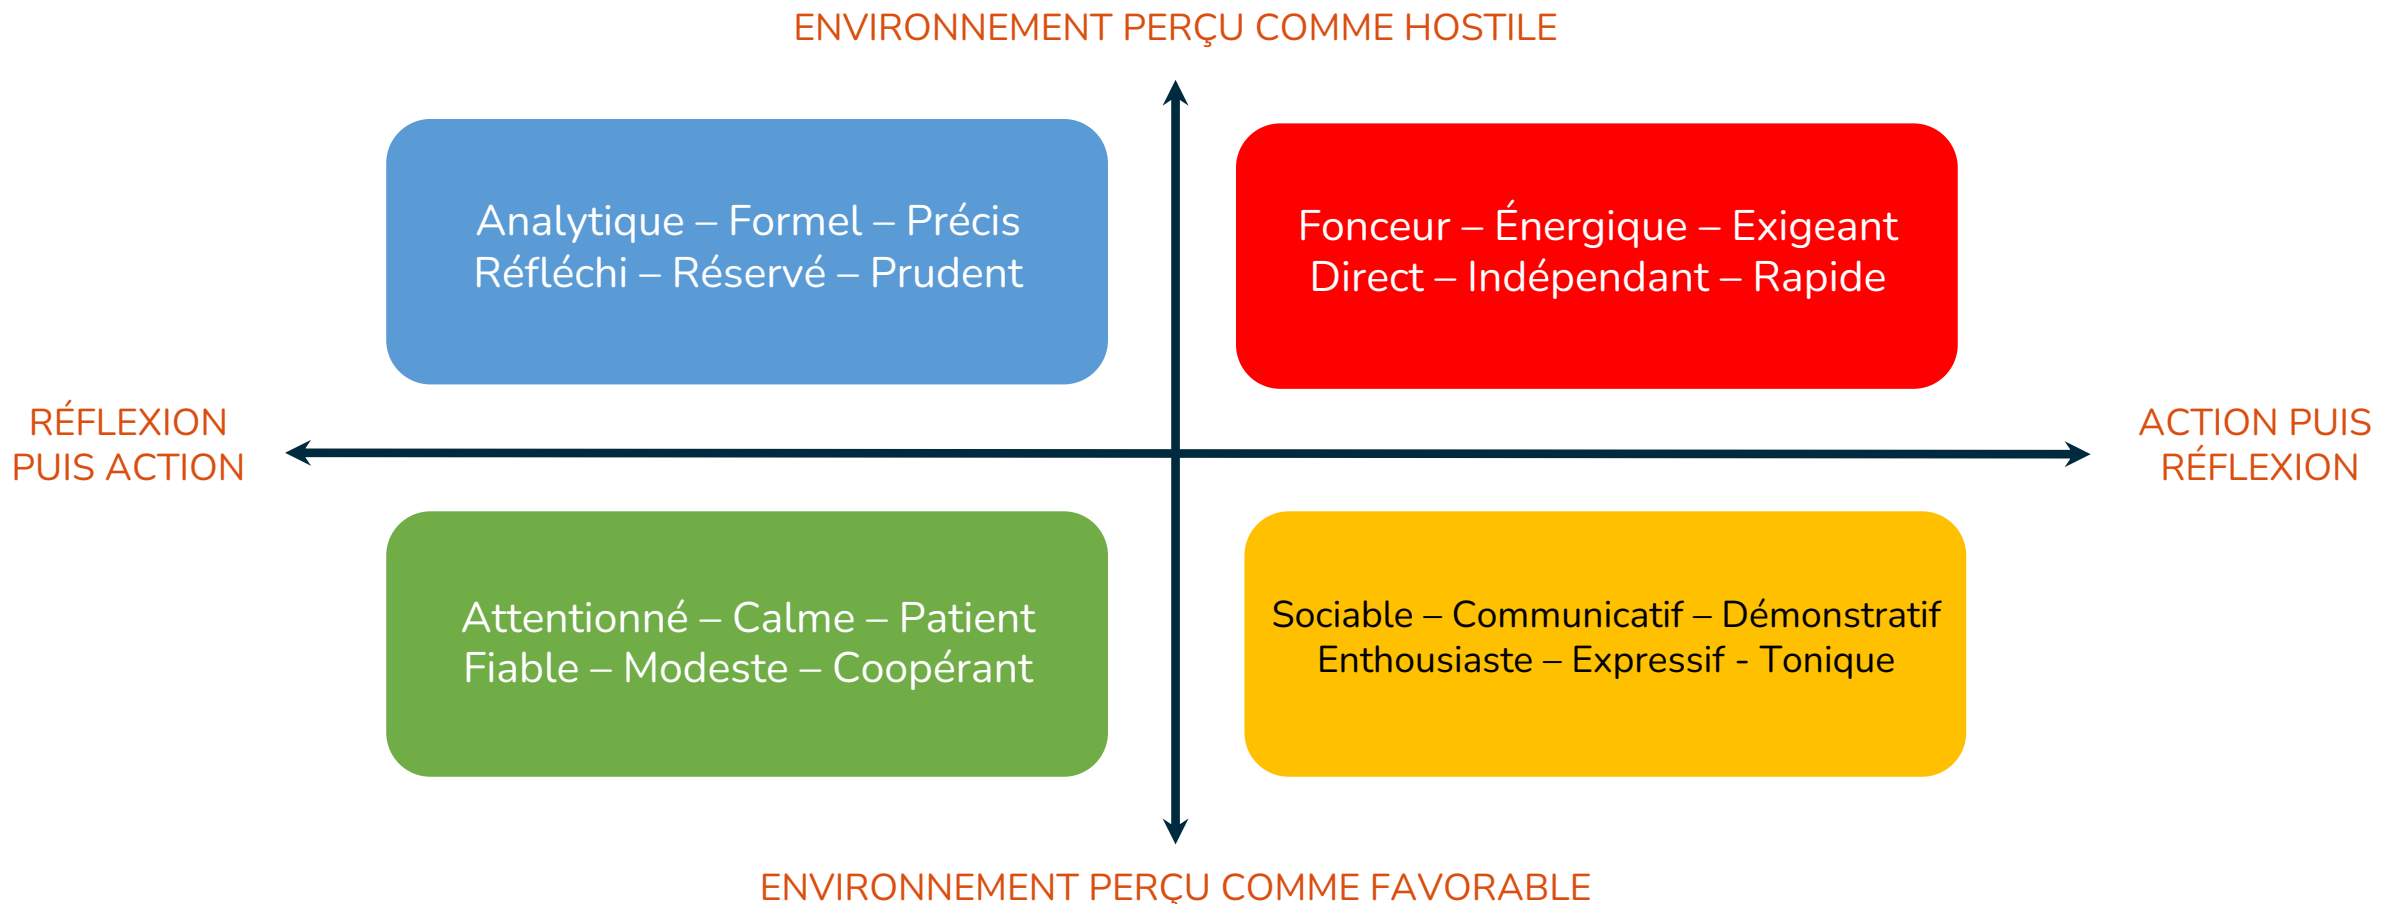 ENVIRONNEMENT PERÇU COMME HOSTILE
Analytique – Formel – Précis
Réfléchi – Réservé – Prudent
Fonceur – Énergique – Exigeant
Direct – Indépendant – Rapide
RÉFLEXION
PUIS ACTION
ACTION PUIS
RÉFLEXION
Attentionné – Calme – Patient
Fiable – Modeste – Coopérant
Sociable – Communicatif – Démonstratif
Enthousiaste – Expressif - Tonique
ENVIRONNEMENT PERÇU COMME FAVORABLE